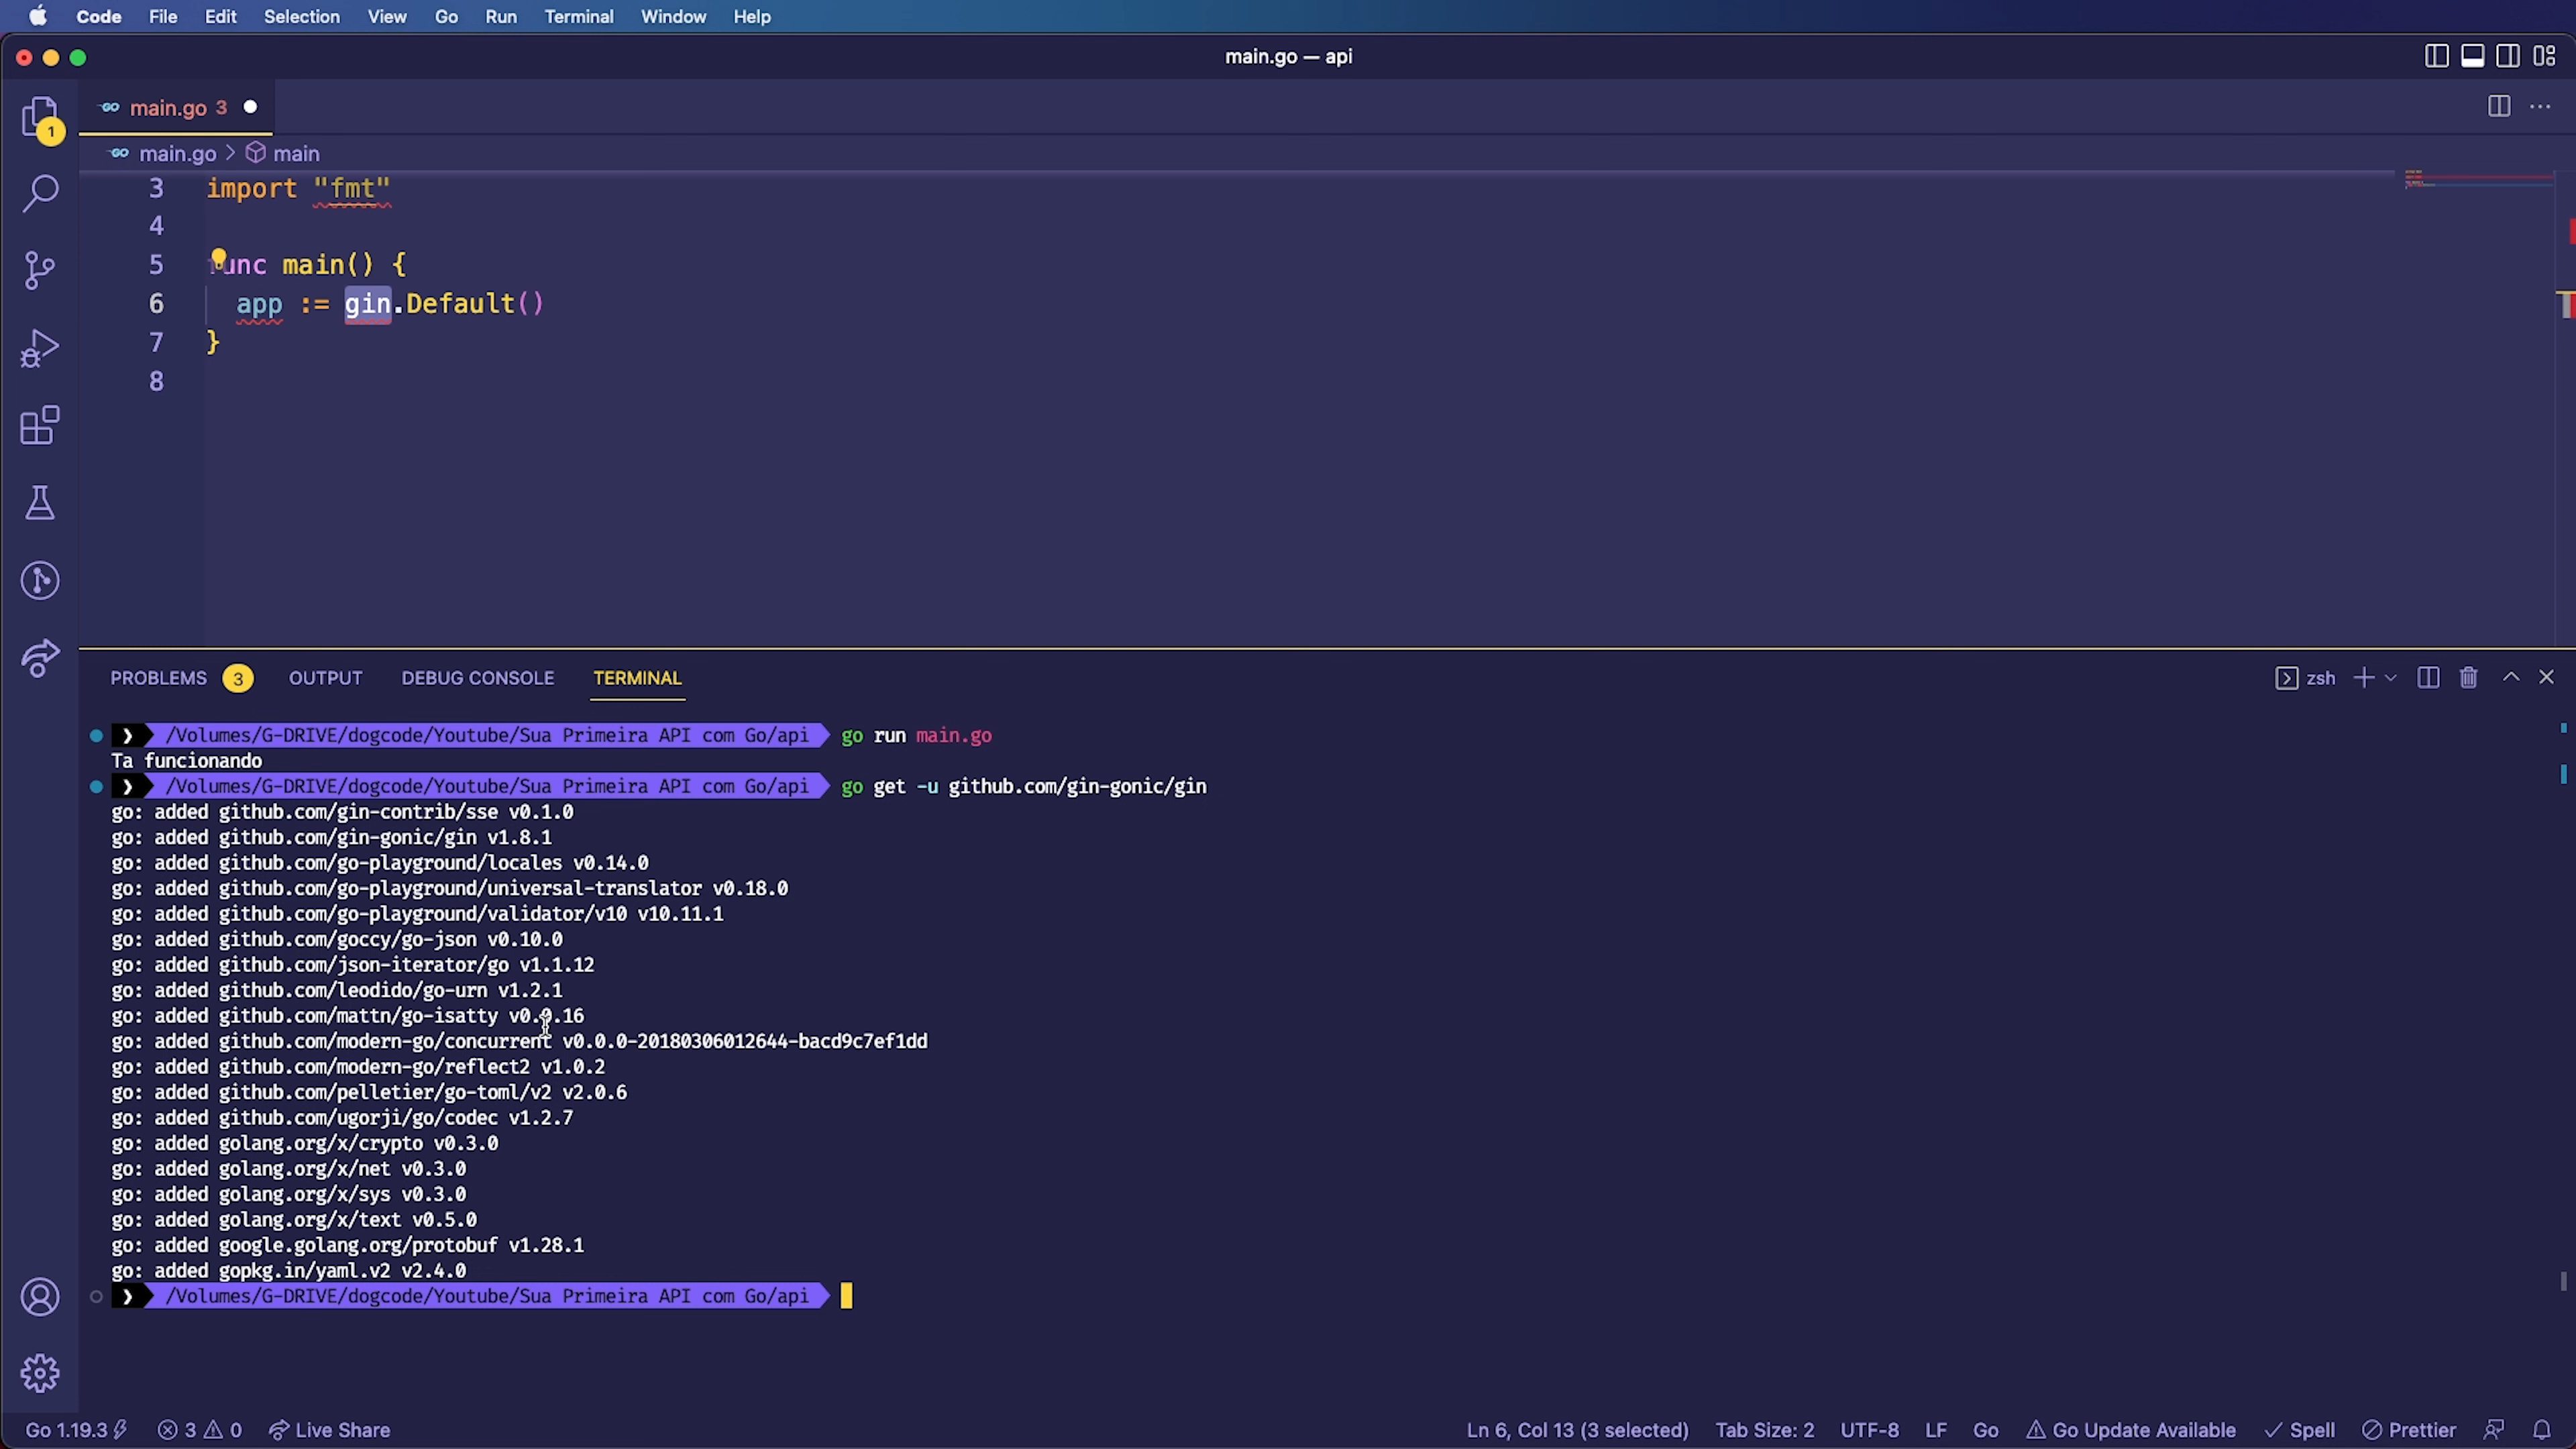 Code File Edit Selection View Go Run Terminal Window Help
main.go — api
GO main.go 3
1
GO main.go > main
3 import "fmt"
4
5 func main() {
6 app := gin.Default()
7 }
8
PROBLEMS 3 OUTPUT DEBUG CONSOLE TERMINAL
zsh
❯ /Volumes/G-DRIVE/dogcode/Youtube/Sua Primeira API com Go/api go run main.go
Ta funcionando
❯ /Volumes/G-DRIVE/dogcode/Youtube/Sua Primeira API com Go/api go get -u github.com/gin-gonic/gin
go: added github.com/gin-contrib/sse v0.1.0
go: added github.com/gin-gonic/gin v1.8.1
go: added github.com/go-playground/locales v0.14.0
go: added github.com/go-playground/universal-translator v0.18.0
go: added github.com/go-playground/validator/v10 v10.11.1
go: added github.com/goccy/go-json v0.10.0
go: added github.com/json-iterator/go v1.1.12
go: added github.com/leodido/go-urn v1.2.1
go: added github.com/mattn/go-isatty v0.0.16
go: added github.com/modern-go/concurrent v0.0.0-20180306012644-bacd9c7ef1dd
go: added github.com/modern-go/reflect2 v1.0.2
go: added github.com/pelletier/go-toml/v2 v2.0.6
go: added github.com/ugorji/go/codec v1.2.7
go: added golang.org/x/crypto v0.3.0
go: added golang.org/x/net v0.3.0
go: added golang.org/x/sys v0.3.0
go: added golang.org/x/text v0.5.0
go: added google.golang.org/protobuf v1.28.1
go: added gopkg.in/yaml.v2 v2.4.0
❯ /Volumes/G-DRIVE/dogcode/Youtube/Sua Primeira API com Go/api
Go 1.19.3 3 0 Live Share Ln 6, Col 13 (3 selected) Tab Size: 2 UTF-8 LF Go Go Update Available Spell Prettier